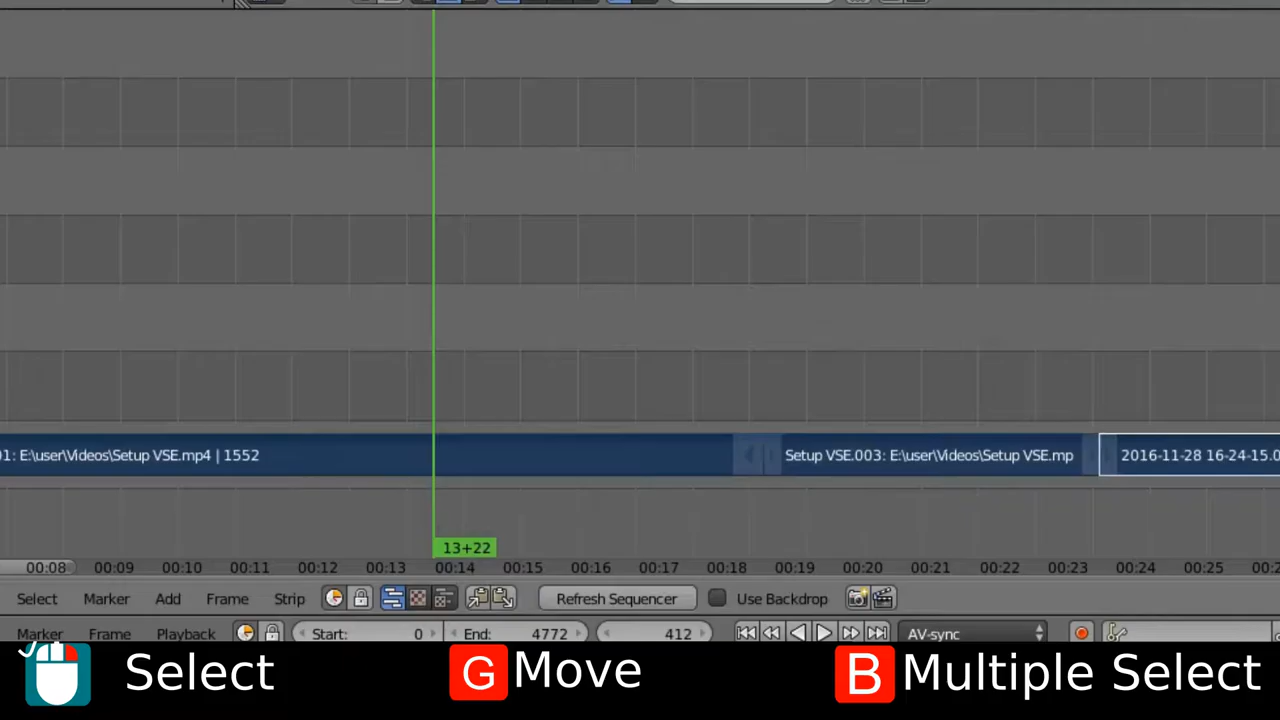 01: E:\user\Videos\Setup VSE.mp4 | 1552
Setup VSE.003: E:\user\Videos\Setup VSE.mp
2016-11-28 16-24-15.0
13+22
00:08 00:09 00:10 00:11 00:12 00:13 00:14 00:15 00:16 00:17 00:18 00:19 00:20 00:21 00:22 00:23 00:24 00:25 00:2
Select Marker Add Frame Strip Refresh Sequencer Use Backdrop
Marker Frame Playback Start: 0 End: 4772 412 AV-sync
Select G Move B Multiple Select